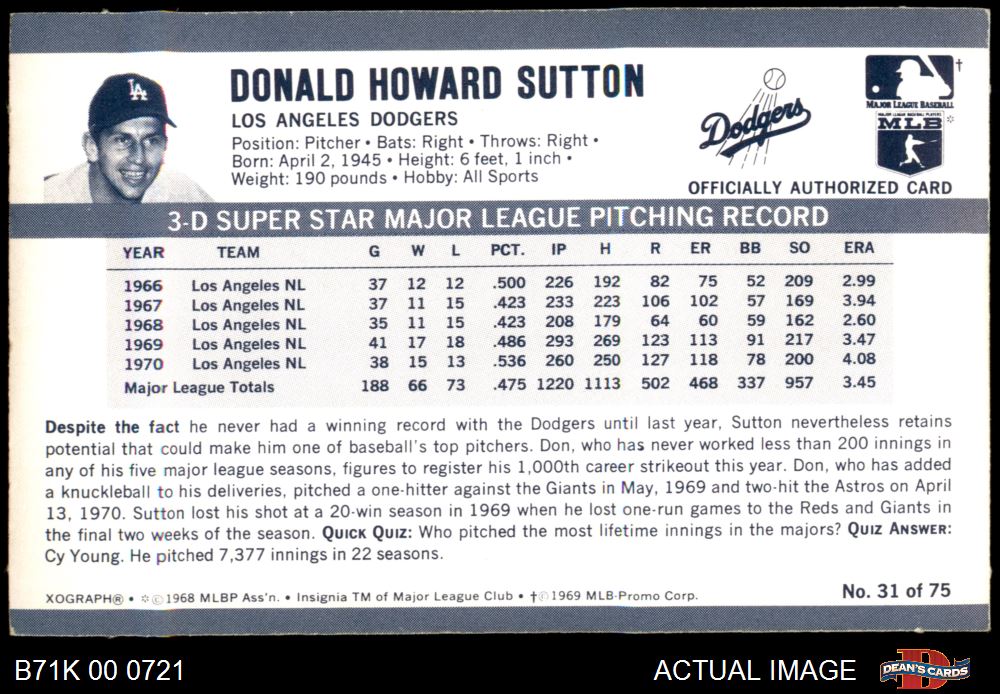 DONALD HOWARD SUTTON
LOS ANGELES DODGERS
Position: Pitcher • Bats: Right • Throws: Right •
Born: April 2, 1945 • Height: 6 feet, 1 inch •
Weight: 190 pounds • Hobby: All Sports
LA
Dodgers
†
MAJOR LEAGUE BASEBALL
MAJOR LEAGUE BASEBALL PLAYERS
MLB *
OFFICIALLY AUTHORIZED CARD
3-D SUPER STAR MAJOR LEAGUE PITCHING RECORD
YEAR TEAM G W L PCT. IP H R ER BB SO ERA
1966 Los Angeles NL 37 12 12 .500 226 192 82 75 52 209 2.99
1967 Los Angeles NL 37 11 15 .423 233 223 106 102 57 169 3.94
1968 Los Angeles NL 35 11 15 .423 208 179 64 60 59 162 2.60
1969 Los Angeles NL 41 17 18 .486 293 269 123 113 91 217 3.47
1970 Los Angeles NL 38 15 13 .536 260 250 127 118 78 200 4.08
Major League Totals 188 66 73 .475 1220 1113 502 468 337 957 3.45
Despite the fact he never had a winning record with the Dodgers until last year, Sutton nevertheless retains
potential that could make him one of baseball's top pitchers. Don, who has never worked less than 200 innings in
any of his five major league seasons, figures to register his 1,000th career strikeout this year. Don, who has added
a knuckleball to his deliveries, pitched a one-hitter against the Giants in May, 1969 and two-hit the Astros on April
13, 1970. Sutton lost his shot at a 20-win season in 1969 when he lost one-run games to the Reds and Giants in
the final two weeks of the season. QUICK QUIZ: Who pitched the most lifetime innings in the majors? QUIZ ANSWER:
Cy Young. He pitched 7,377 innings in 22 seasons.
XOGRAPH® • *©1968 MLBP Ass'n. • Insignia TM of Major League Club • †©1969 MLB-Promo Corp.
No. 31 of 75
B71K 00 0721
ACTUAL IMAGE
D
DEAN'S CARDS